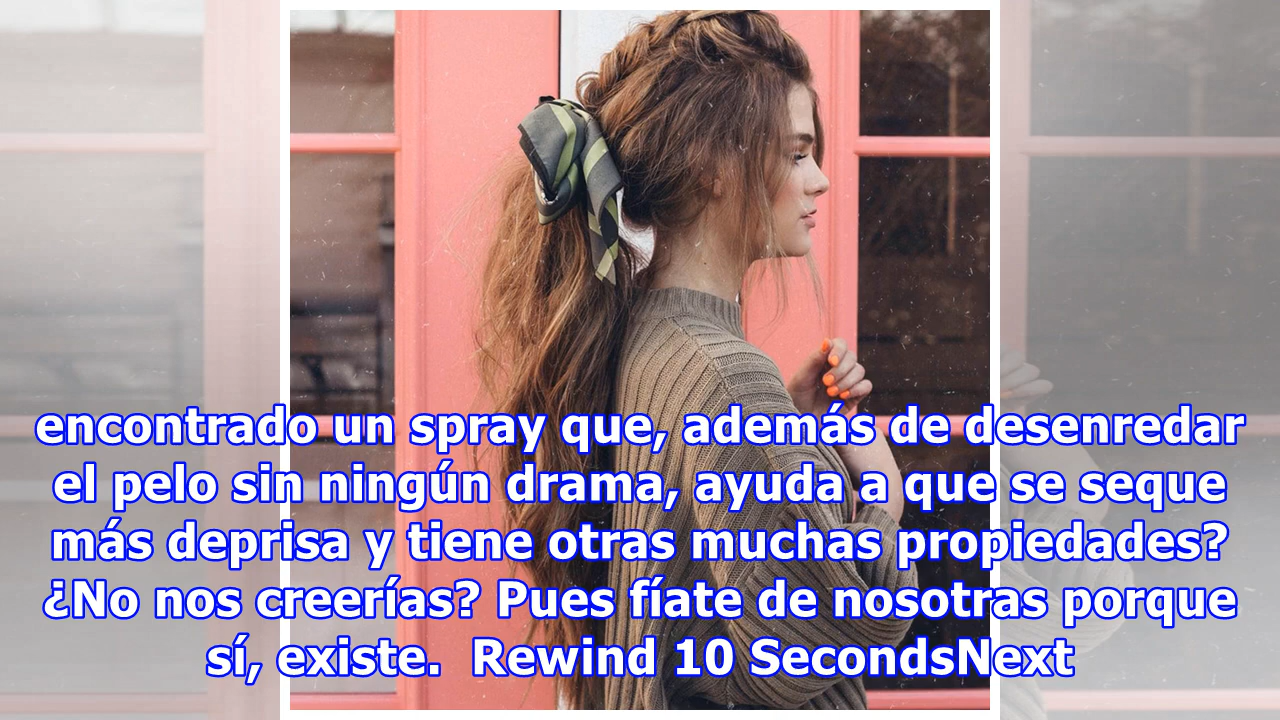 encontrado un spray que, además de desenredar
el pelo sin ningún drama, ayuda a que se seque
más deprisa y tiene otras muchas propiedades?
¿No nos creerías? Pues fíate de nosotras porque
sí, existe.  Rewind 10 SecondsNext